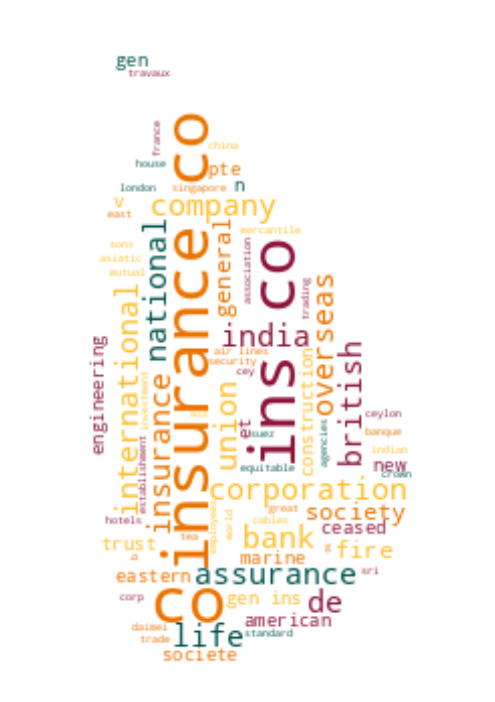 gen
travaux
france
china
house
pte
london
singapore
n
v
company
east
mercantile
national
general
sons
association
asiatic
mutual
insurance co
ins co
trading
overseas
international
india
engineering
air lines
security
cey
british
construction
investment
insurance
union
et
suez
agencies
ceylon
banque
indian
equitable
new
crown
establishment
corporation
employees
world
great
society
hotels
cables
ceased
tea
bank
trust
fire
marine
eastern
assurance
sri
corp
co
gen ins
de
american
daimei
trade
life
standard
societe